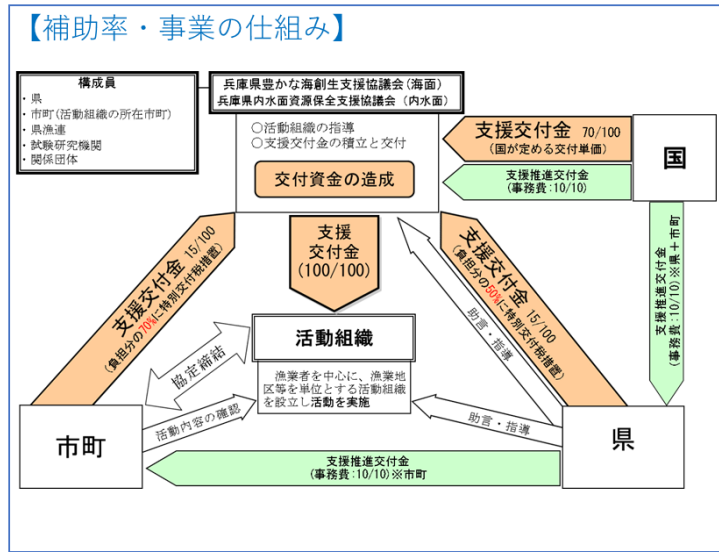 【補助率・事業の仕組み】
構成員
・県
・市町(活動組織の所在市町)
・県漁連
・試験研究機関
・関係団体
兵庫県豊かな海創生支援協議会(海面)
兵庫県内水面資源保全支援協議会(内水面)
○活動組織の指導
○支援交付金の積立と交付
交付資金の造成
支援交付金 70/100
(国が定める交付単価)
国
支援推進交付金
(事務費:10/10)
支援交付金 15/100
(負担分の70%に特別交付税措置)
支援
交付金
(100/100)
支援交付金 15/100
(負担分の50%に特別交付税措置)
助言・指導
支援推進交付金
(事務費:10/10)※県+市町
活動組織
漁業者を中心に、漁業地
区等を単位とする活動組織
を設立し活動を実施
協定締結
活動内容の確認
助言・指導
市町
県
支援推進交付金
(事務費:10/10)※市町